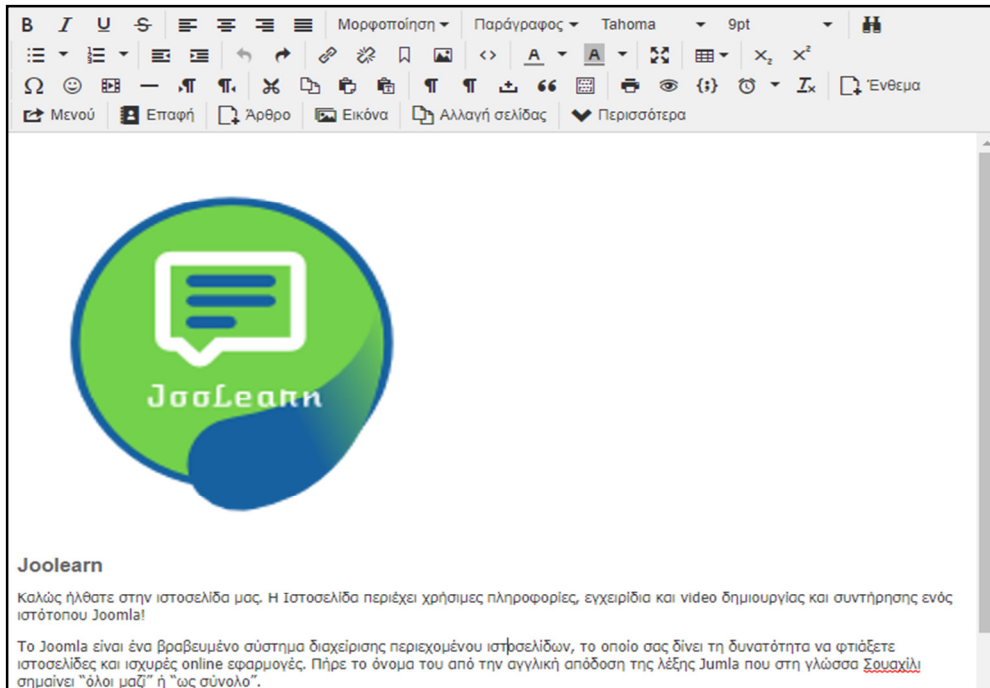 B I U S Μορφοποίηση Παράγραφος Tahoma 9pt
A A X₂ X²
Ω ¶ ¶ ¶ ¶ “ {;} Ix Ένθεμα
Μενού Επαφή Άρθρο Εικόνα Αλλαγή σελίδας Περισσότερα
JooLearn
Joolearn
Καλώς ήλθατε στην ιστοσελίδα μας. Η Ιστοσελίδα περιέχει χρήσιμες πληροφορίες, εγχειρίδια και video δημιουργίας και συντήρησης ενός
ιστότοπου Joomla!
Το Joomla είναι ένα βραβευμένο σύστημα διαχείρισης περιεχομένου ιστοσελίδων, το οποίο σας δίνει τη δυνατότητα να φτιάξετε
ιστοσελίδες και ισχυρές online εφαρμογές. Πήρε το όνομα του από την αγγλική απόδοση της λέξης Jumla που στη γλώσσα Σουαχίλι
σημαίνει “όλοι μαζί” ή “ως σύνολο”.